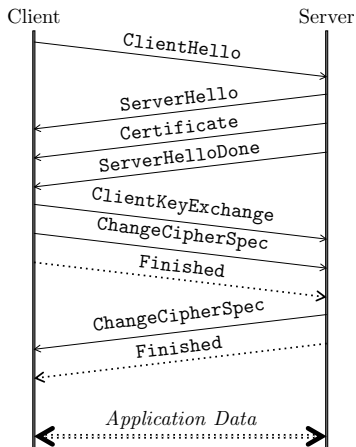 Client Server
ClientHello
ServerHello
Certificate
ServerHelloDone
ClientKeyExchange
ChangeCipherSpec
Finished
ChangeCipherSpec
Finished
Application Data